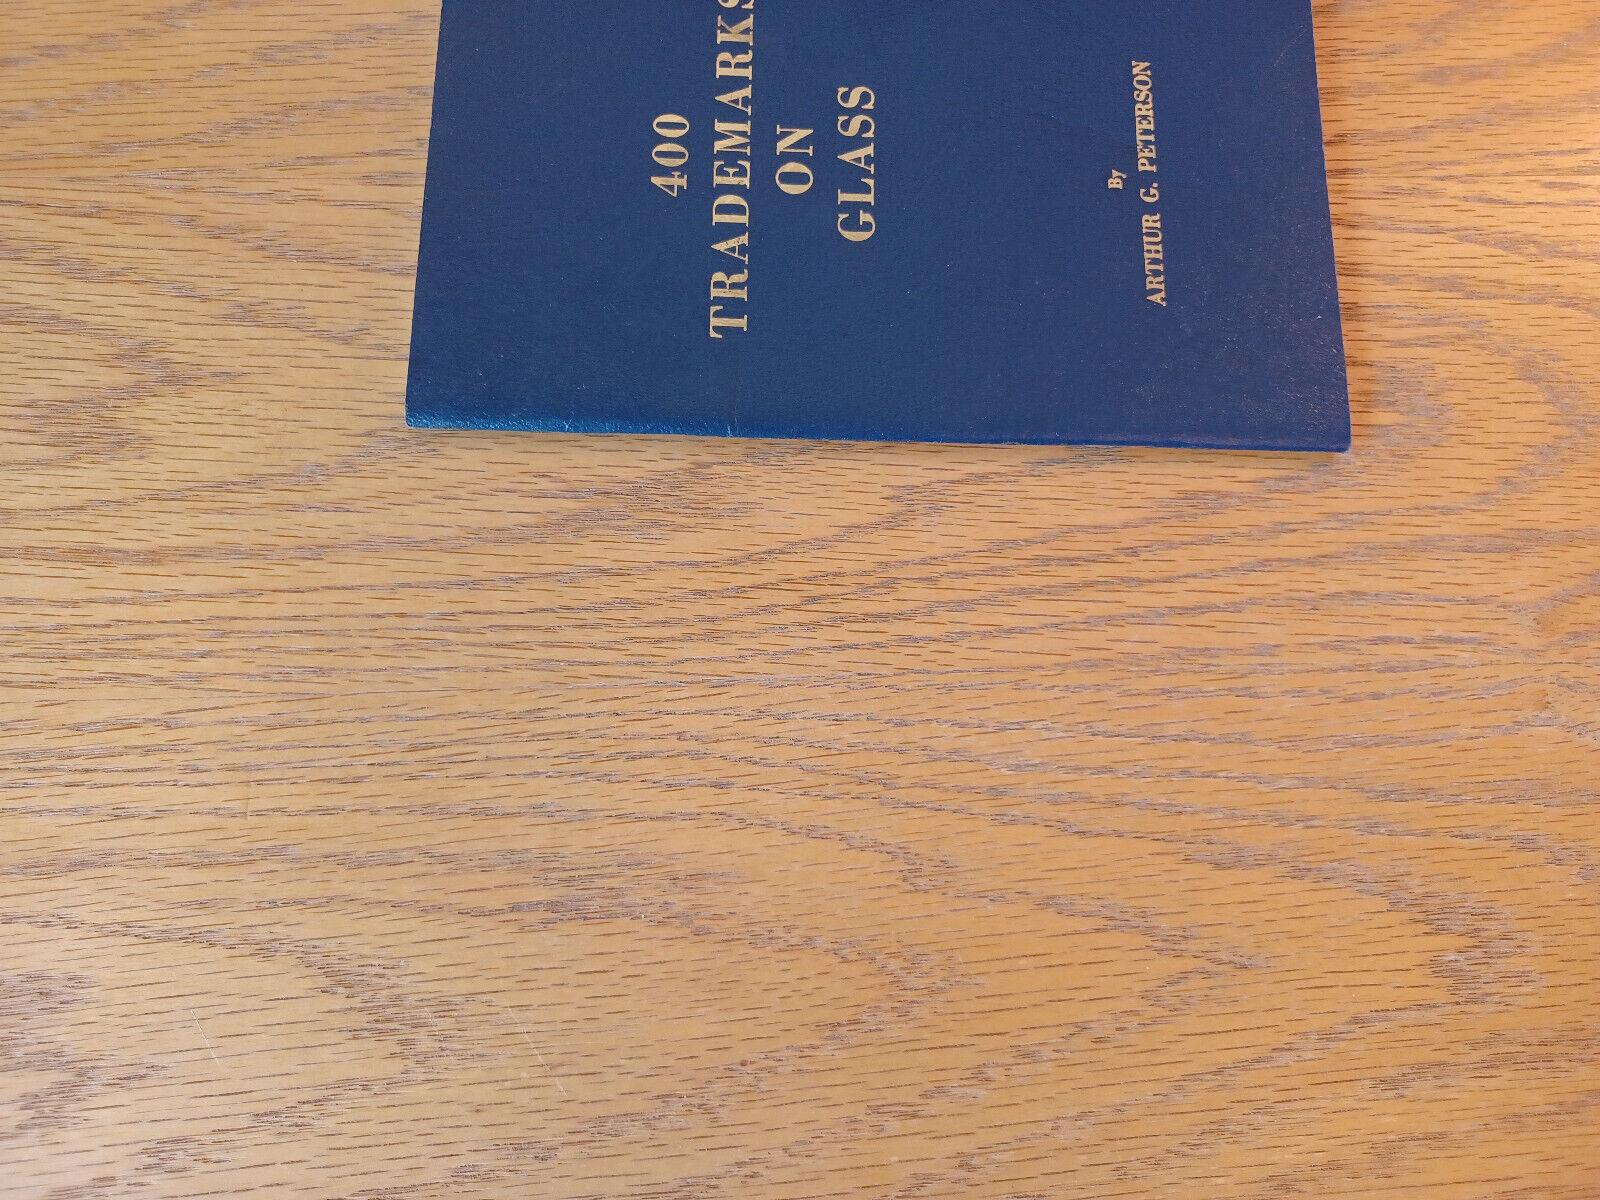 400
TRADEMARKS
ON
GLASS
By
ARTHUR G. PETERSON